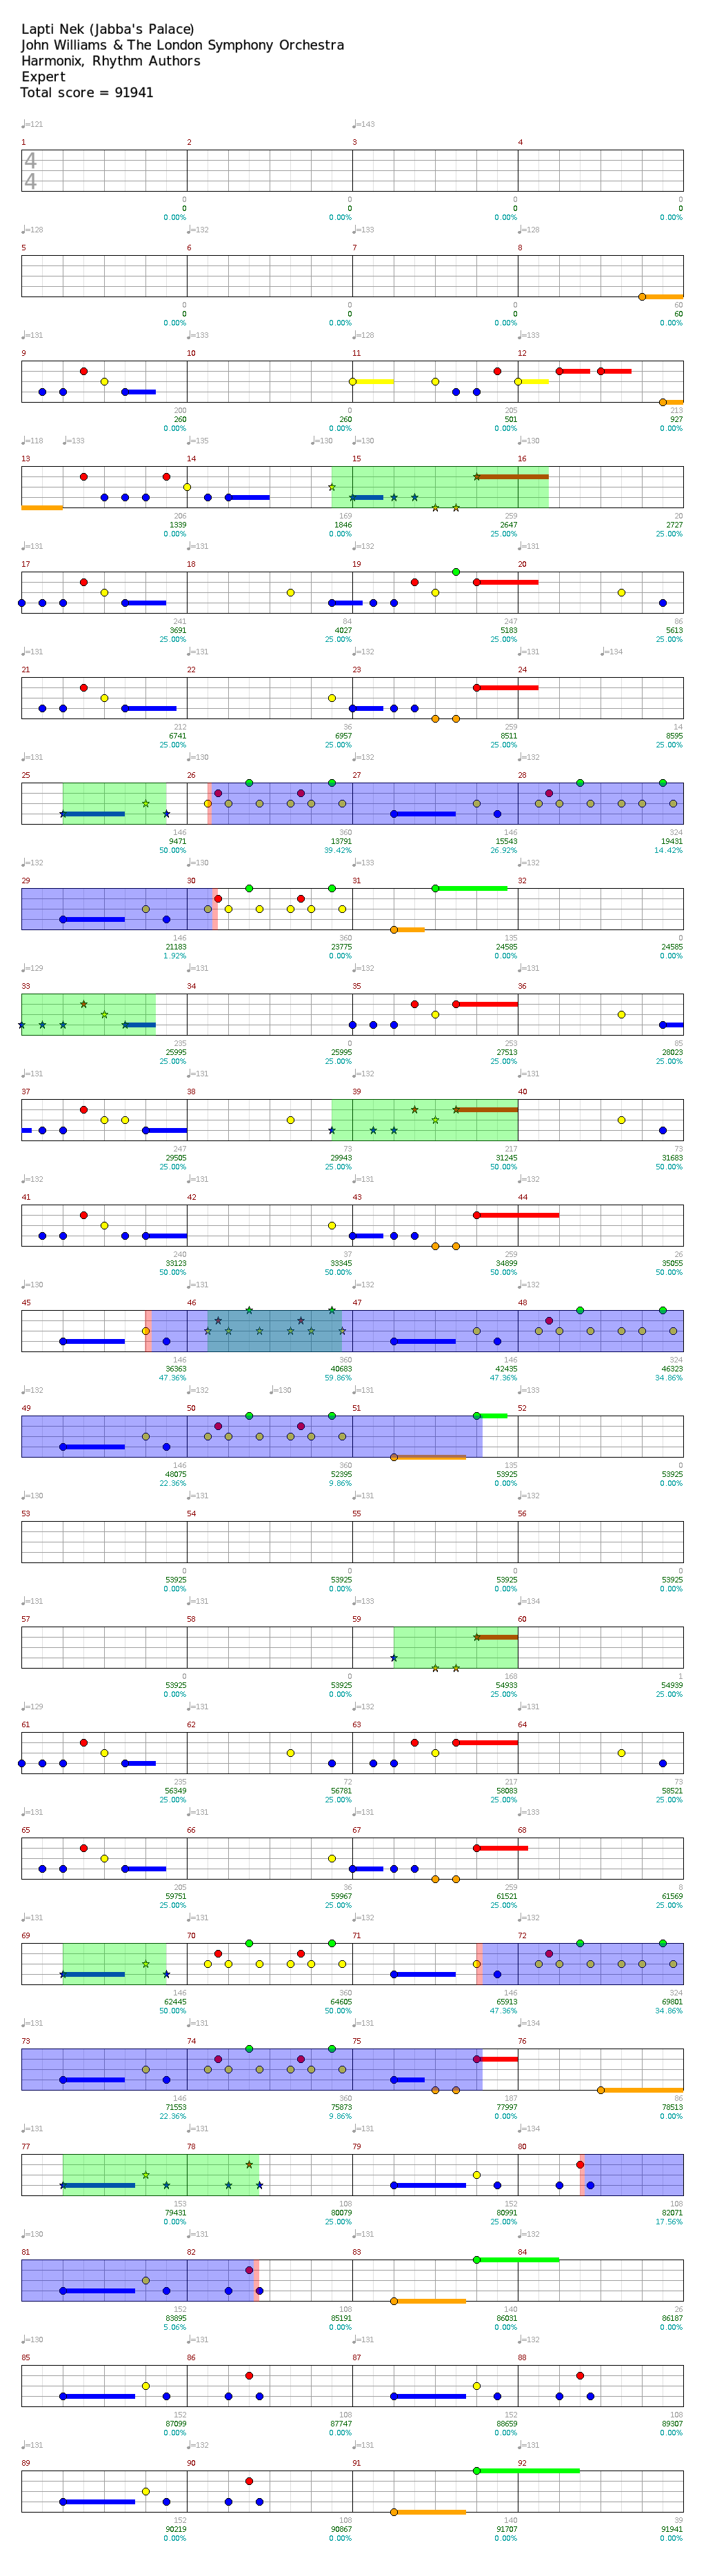 Lapti Nek (Jabba's Palace)
John Williams & The London Symphony Orchestra
Harmonix, Rhythm Authors
Expert
Total score = 91941
♩=121 ♩=143
1 2 3 4
4
4
0 0 0 0
0 0 0 0
0.00% 0.00% 0.00% 0.00%
♩=128 ♩=132 ♩=133 ♩=128
5 6 7 8
0 0 0 60
0 0 0 60
0.00% 0.00% 0.00% 0.00%
♩=131 ♩=133 ♩=128 ♩=133
9 10 11 12
200 0 205 213
260 260 501 927
0.00% 0.00% 0.00% 0.00%
♩=118 ♩=133 ♩=135 ♩=130 ♩=130 ♩=130
13 14 15 16
206 169 259 20
1339 1846 2647 2727
0.00% 0.00% 25.00% 25.00%
♩=131 ♩=131 ♩=131 ♩=131
17 18 19 20
241 84 247 86
3691 4027 5183 5613
25.00% 25.00% 25.00% 25.00%
♩=131 ♩=131 ♩=132 ♩=131 ♩=134
21 22 23 24
212 36 259 14
6741 6957 8511 8595
25.00% 25.00% 25.00% 25.00%
♩=131 ♩=130 ♩=132 ♩=132
25 26 27 28
146 360 146 324
9471 13791 15543 19431
50.00% 39.42% 26.92% 14.42%
♩=132 ♩=130 ♩=133 ♩=132
29 30 31 32
146 360 135 0
21183 23775 24585 24585
1.92% 0.00% 0.00% 0.00%
♩=129 ♩=131 ♩=132 ♩=131
33 34 35 36
235 0 253 85
25995 25995 27513 28023
25.00% 25.00% 25.00% 25.00%
♩=131 ♩=131 ♩=132 ♩=131
37 38 39 40
247 73 217 73
29505 29943 31245 31683
25.00% 25.00% 50.00% 50.00%
♩=132 ♩=131 ♩=131 ♩=132
41 42 43 44
240 37 259 26
33123 33345 34899 35055
50.00% 50.00% 50.00% 50.00%
♩=130 ♩=131 ♩=132 ♩=132
45 46 47 48
146 360 146 324
36363 40683 42435 46323
47.36% 59.86% 47.36% 34.86%
♩=132 ♩=132 ♩=130 ♩=131 ♩=133
49 50 51 52
146 360 135 0
48075 52395 53925 53925
22.36% 9.86% 0.00% 0.00%
♩=130 ♩=131 ♩=131 ♩=132
53 54 55 56
0 0 0 0
53925 53925 53925 53925
0.00% 0.00% 0.00% 0.00%
♩=131 ♩=131 ♩=133 ♩=134
57 58 59 60
0 0 168 1
53925 53925 54933 54939
0.00% 0.00% 25.00% 25.00%
♩=129 ♩=131 ♩=131 ♩=131
61 62 63 64
235 72 217 73
56349 56781 58083 58521
25.00% 25.00% 25.00% 25.00%
♩=131 ♩=131 ♩=131 ♩=133
65 66 67 68
205 36 259 8
59751 59967 61521 61569
25.00% 25.00% 25.00% 25.00%
♩=131 ♩=131 ♩=132 ♩=132
69 70 71 72
146 360 146 324
62445 64605 65913 69801
50.00% 50.00% 47.36% 34.86%
♩=131 ♩=131 ♩=131 ♩=134
73 74 75 76
146 360 187 86
71553 75873 77997 78513
22.36% 9.86% 0.00% 0.00%
♩=131 ♩=131 ♩=131 ♩=134
77 78 79 80
153 108 152 108
79431 80079 80991 82071
0.00% 25.00% 25.00% 17.56%
♩=130 ♩=131 ♩=131 ♩=132
81 82 83 84
152 108 140 26
83895 85191 86031 86187
5.06% 0.00% 0.00% 0.00%
♩=130 ♩=131 ♩=131 ♩=131
85 86 87 88
152 108 152 108
87099 87747 88659 89307
0.00% 0.00% 0.00% 0.00%
♩=131 ♩=132 ♩=131 ♩=131
89 90 91 92
152 108 140 39
90219 90867 91707 91941
0.00% 0.00% 0.00% 0.00%